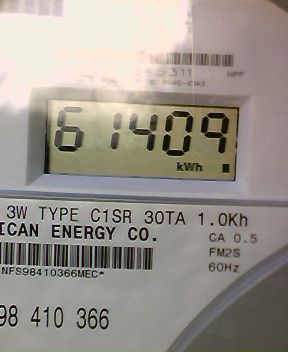 61409
kWh
3W TYPE C1SR 30TA 1.0Kh
ICAN ENERGY CO.
CA 0.5
FM2S
NFS98410366MEC*
60Hz
98 410 366